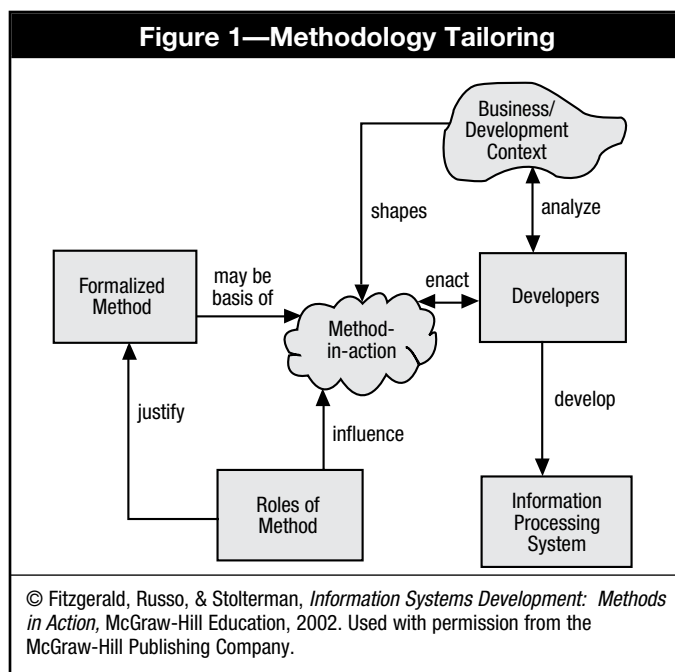 Figure 1—Methodology Tailoring
Business/
Development
Context
shapes
analyze
Formalized
Method
may be
basis of
enact
Developers
Method-
in-action
justify
influence
develop
Roles of
Method
Information
Processing
System
© Fitzgerald, Russo, & Stolterman, Information Systems Development: Methods
in Action, McGraw-Hill Education, 2002. Used with permission from the
McGraw-Hill Publishing Company.